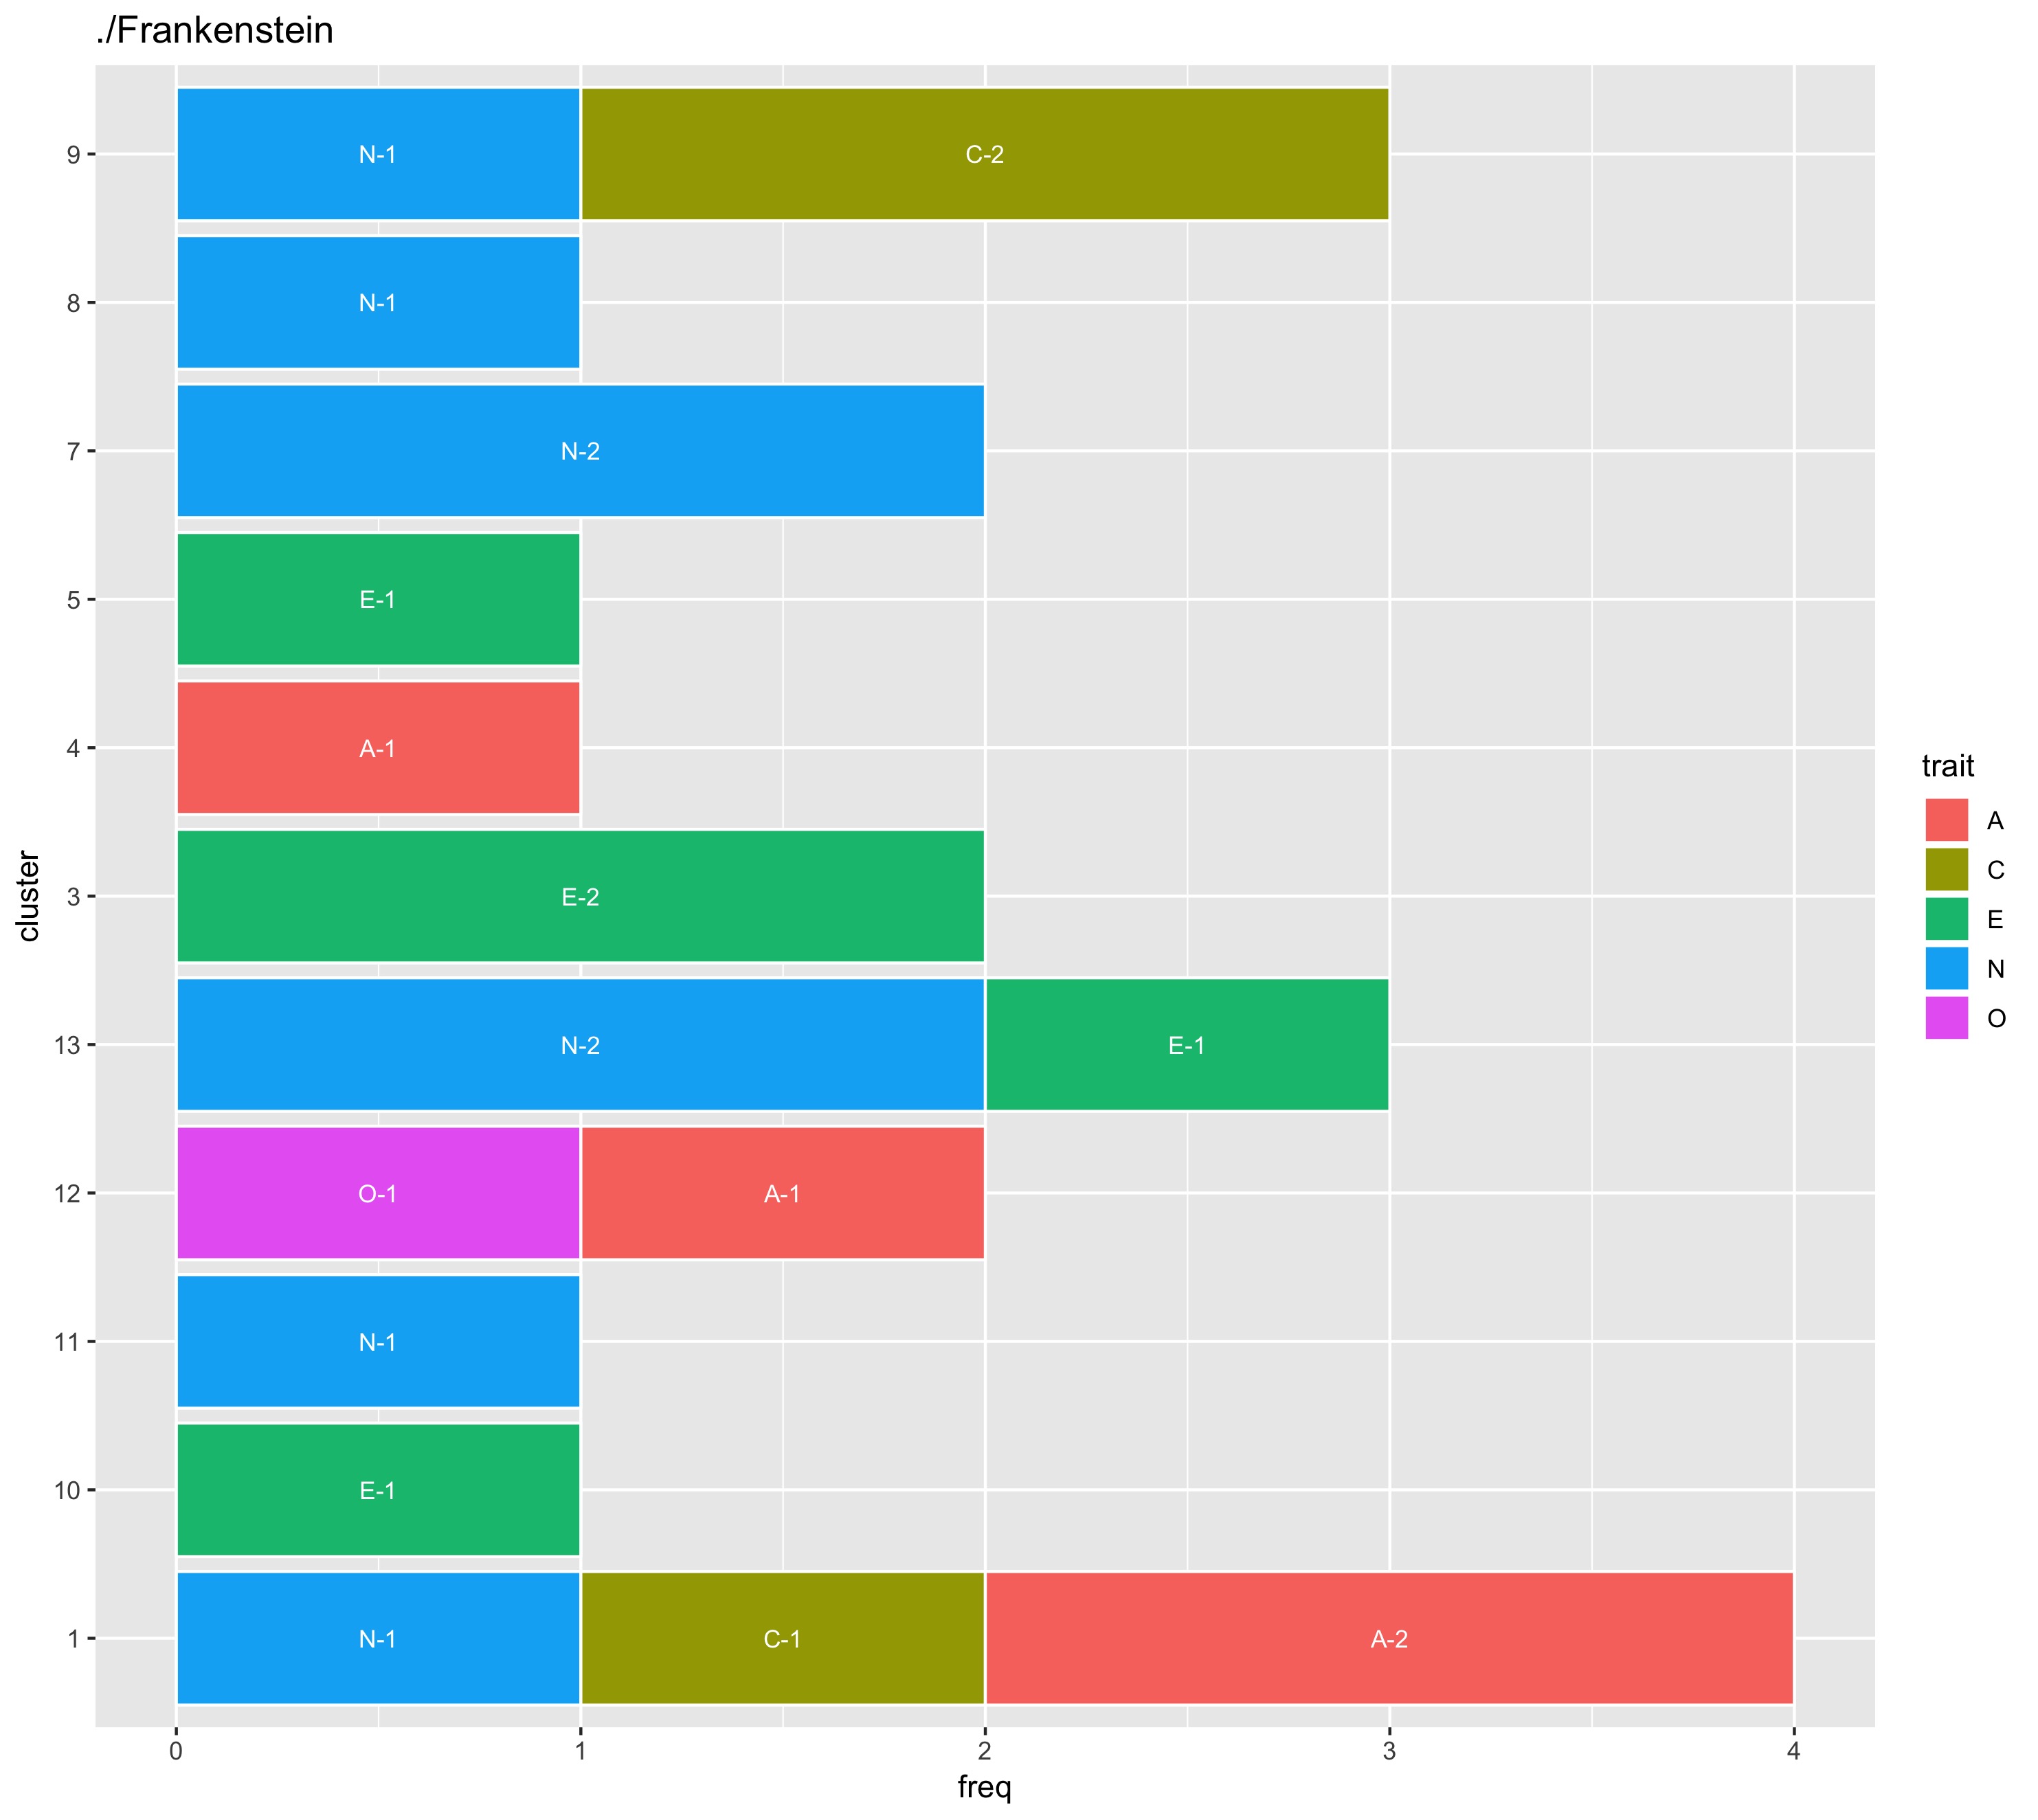 ./Frankenstein
9 N-1 C-2
8 N-1
7 N-2
5 E-1
4 A-1
3 E-2
13 N-2 E-1
12 O-1 A-1
11 N-1
10 E-1
1 N-1 C-1 A-2
0 1 2 3 4
freq
cluster
trait
A
C
E
N
O